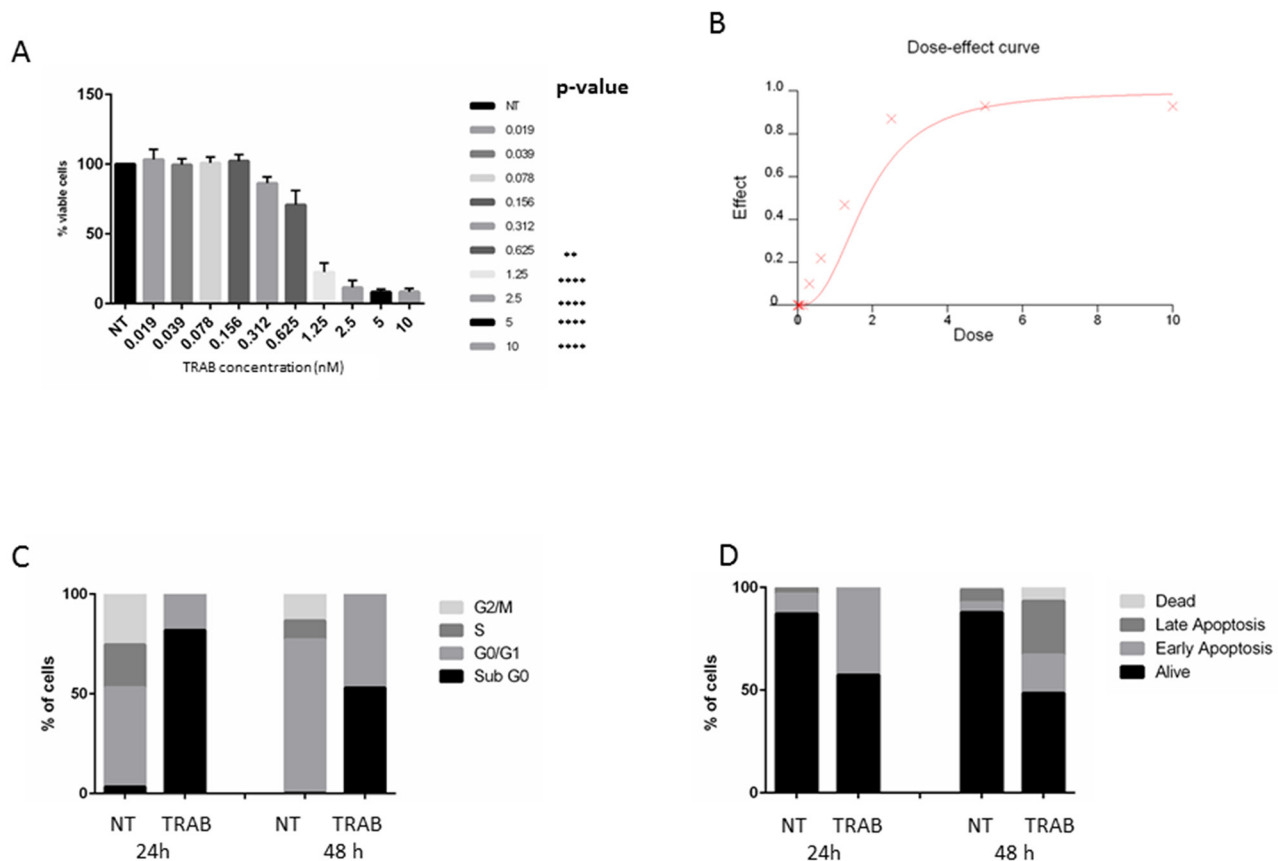 A
p-value
150
100
50
0
% viable cells
NT
0.019
0.039
0.078
0.156
0.312
0.625
1.25
2.5
5
10
TRAB concentration (nM)
NT
0.019
0.039
0.078
0.156
0.312
0.625
**
1.25
****
2.5
****
5
****
10
****
B
Dose-effect curve
1.0
0.8
0.6
0.4
0.2
0
Effect
0
2
4
6
8
10
Dose
C
100
50
0
% of cells
NT
TRAB
NT
TRAB
24h
48 h
G2/M
S
G0/G1
Sub G0
D
100
50
0
% of cells
NT
TRAB
NT
TRAB
24h
48 h
Dead
Late Apoptosis
Early Apoptosis
Alive